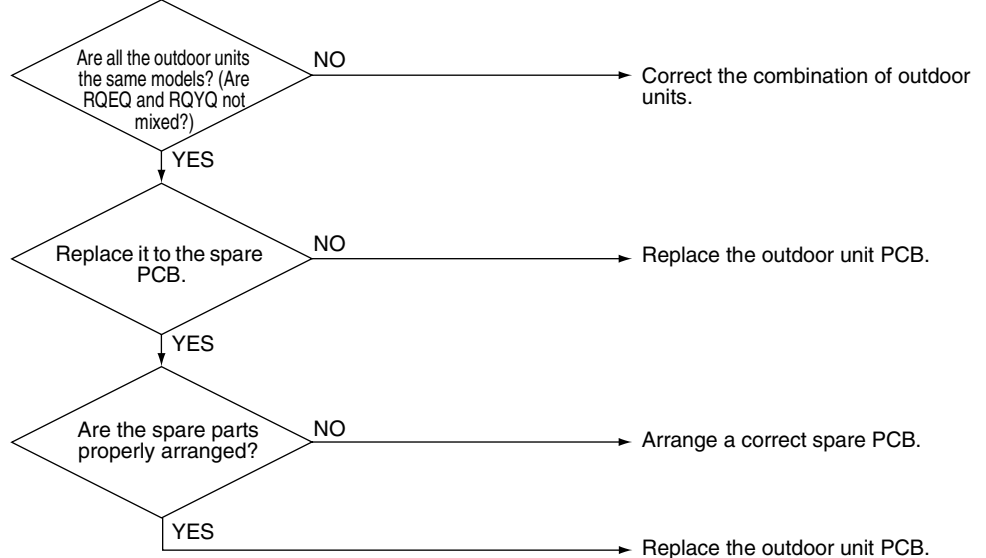 Are all the outdoor units
the same models? (Are
RQEQ and RQYQ not
mixed?)
NO
Correct the combination of outdoor
units.
YES
Replace it to the spare
PCB.
NO
Replace the outdoor unit PCB.
YES
Are the spare parts
properly arranged?
NO
Arrange a correct spare PCB.
YES
Replace the outdoor unit PCB.